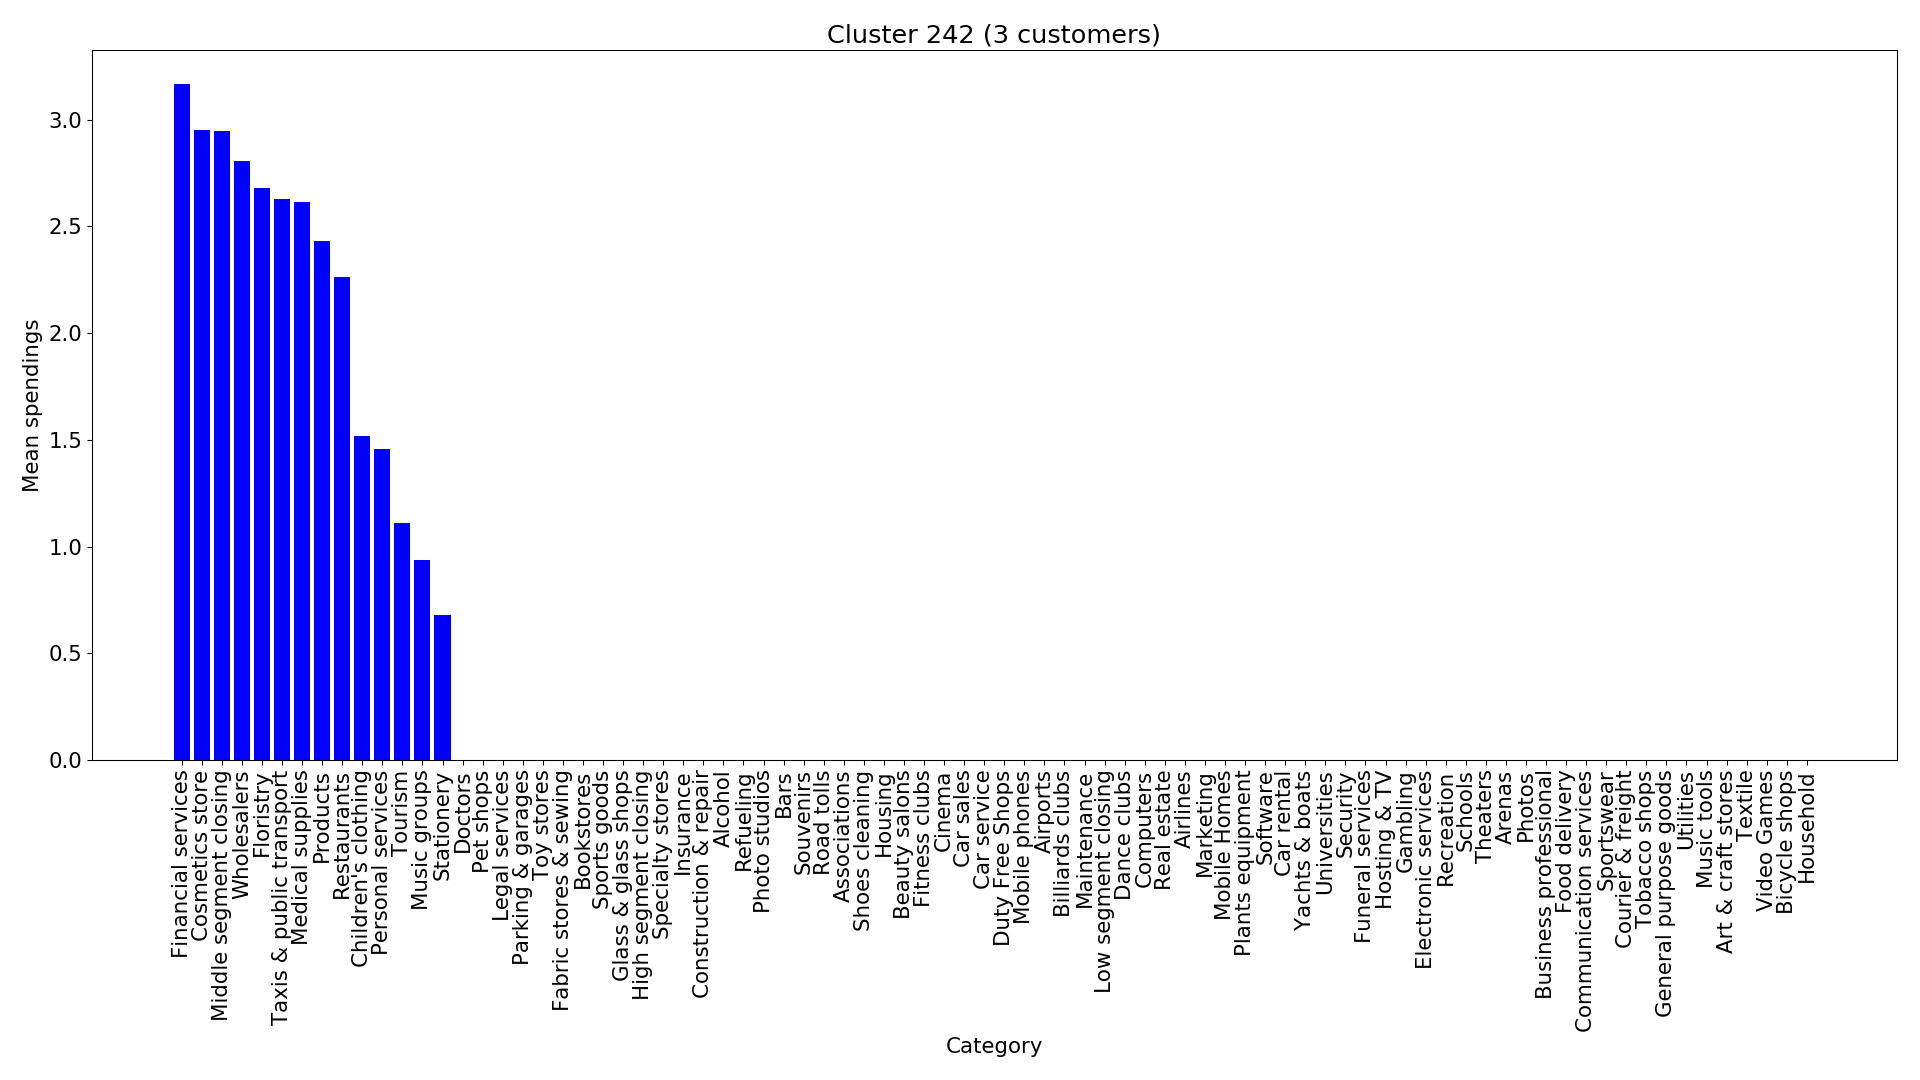 Cluster 242 (3 customers)
Mean spendings
3.0
2.5
2.0
1.5
1.0
0.5
0.0
Financial services
Cosmetics store
Middle segment closing
Wholesalers
Floristry
Taxis & public transport
Medical supplies
Products
Restaurants
Children's clothing
Personal services
Tourism
Music groups
Stationery
Doctors
Pet shops
Legal services
Parking & garages
Toy stores
Fabric stores & sewing
Bookstores
Sports goods
Glass & glass shops
High segment closing
Specialty stores
Insurance
Construction & repair
Alcohol
Refueling
Photo studios
Bars
Souvenirs
Road tolls
Associations
Shoes cleaning
Housing
Beauty salons
Fitness clubs
Cinema
Car sales
Car service
Duty Free Shops
Mobile phones
Airports
Billiards clubs
Maintenance
Low segment closing
Dance clubs
Computers
Real estate
Airlines
Marketing
Mobile Homes
Plants equipment
Software
Car rental
Yachts & boats
Universities
Security
Funeral services
Hosting & TV
Gambling
Electronic services
Recreation
Schools
Theaters
Arenas
Photos
Business professional
Food delivery
Communication services
Sportswear
Courier & freight
Tobacco shops
General purpose goods
Utilities
Music tools
Art & craft stores
Textile
Video Games
Bicycle shops
Household
Category